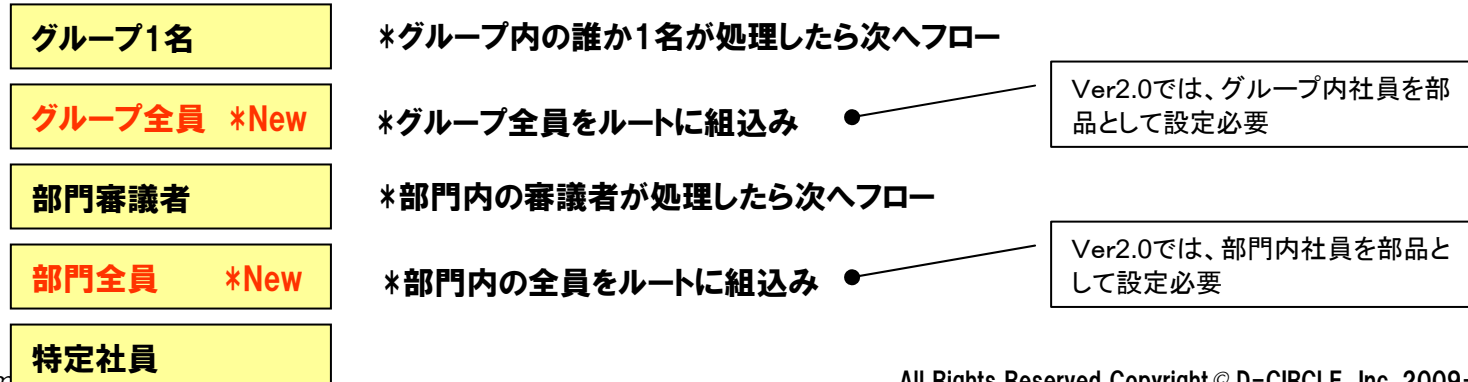 グループ1名 *グループ内の誰か1名が処理したら次へフロー
グループ全員 *New *グループ全員をルートに組込み
Ver2.0では、グループ内社員を部
品として設定必要
部門審議者 *部門内の審議者が処理したら次へフロー
部門全員 *New *部門内の全員をルートに組込み
Ver2.0では、部門内社員を部品と
して設定必要
特定社員
All Rights Reserved Copyright © D-CIRCLE, Inc. 2009-